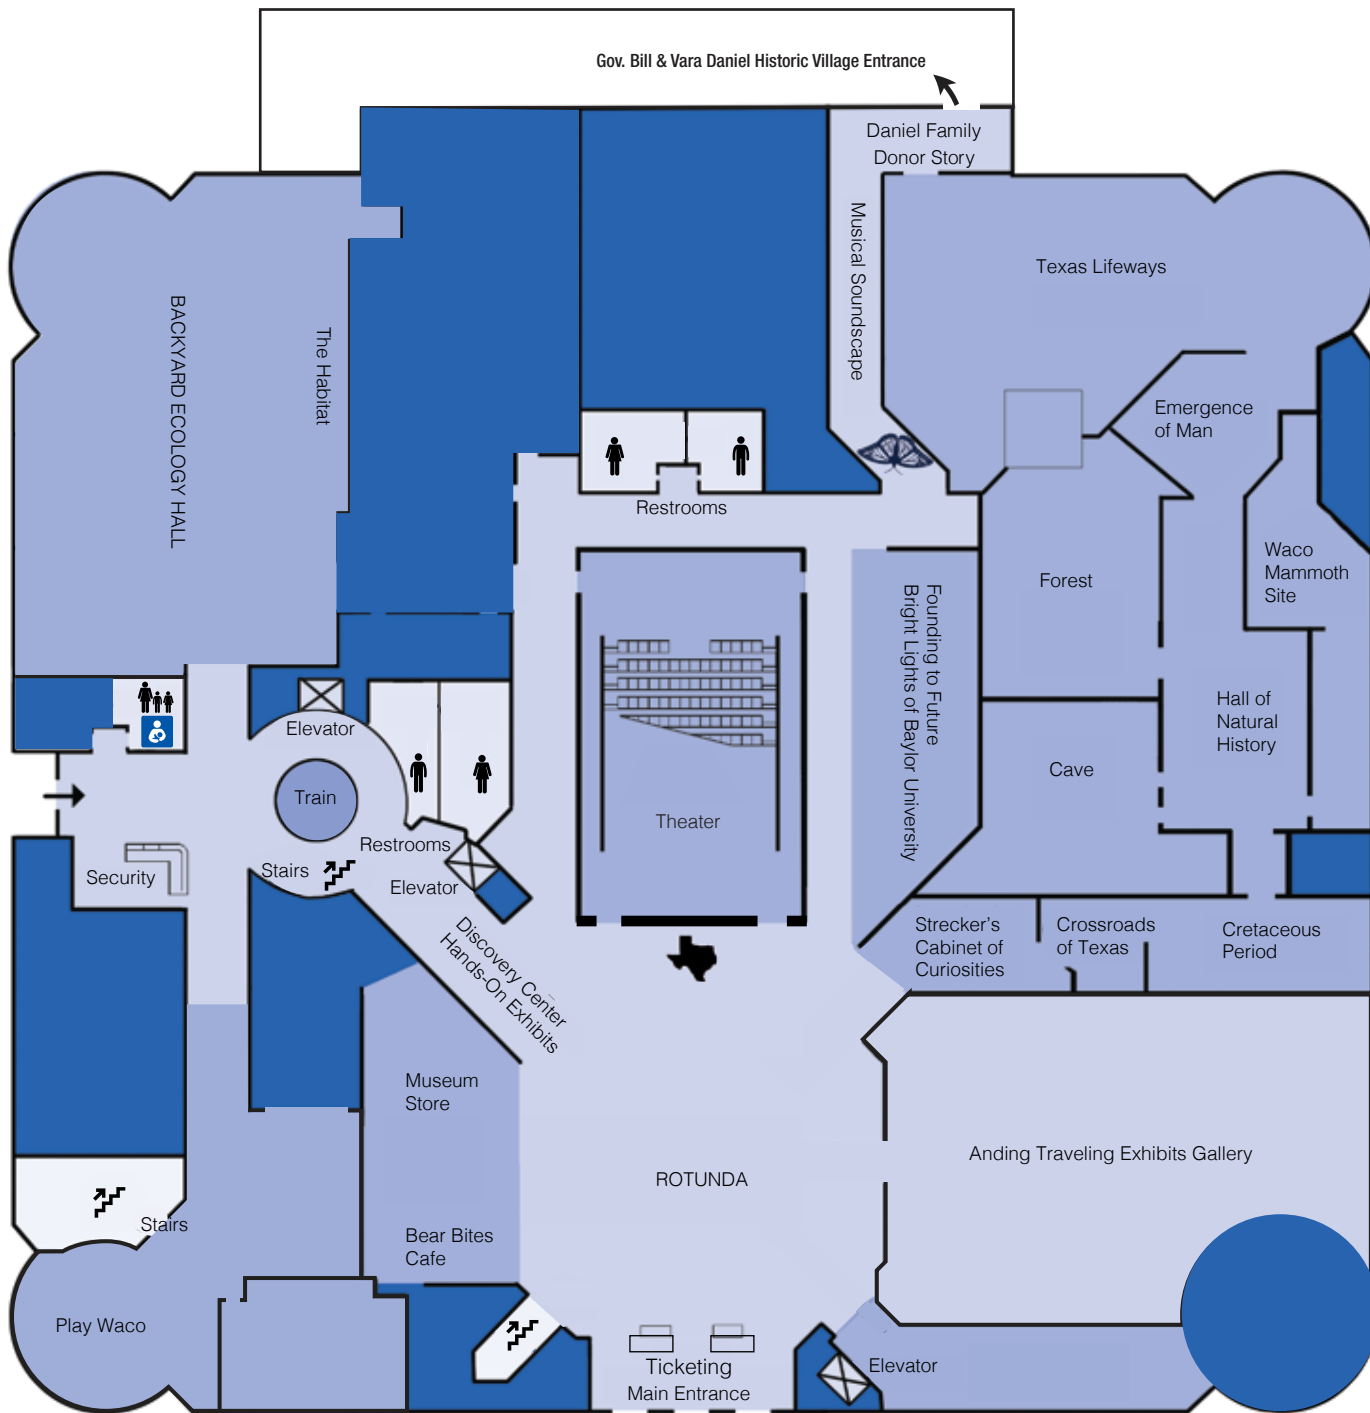 Gov. Bill & Vara Daniel Historic Village Entrance
Daniel Family
Donor Story
Musical Soundscape
Texas Lifeways
BACKYARD ECOLOGY HALL
The Habitat
Emergence
of Man
Restrooms
Waco
Mammoth
Site
Forest
Founding to Future
Bright Lights of Baylor University
Hall of
Natural
History
Elevator
Cave
Train
Theater
Restrooms
Stairs
Security
Elevator
Discovery Center
Hands-On Exhibits
Strecker's
Cabinet of
Curiosities
Crossroads
of Texas
Cretaceous
Period
Museum
Store
Anding Traveling Exhibits Gallery
ROTUNDA
Stairs
Bear Bites
Cafe
Play Waco
Ticketing
Main Entrance
Elevator